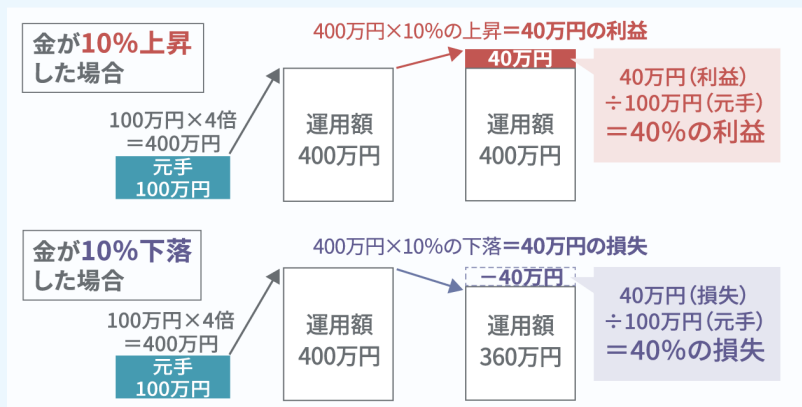 金が10%上昇
した場合
400万円×10%の上昇＝40万円の利益
100万円×4倍
＝400万円
元手
100万円
運用額
400万円
40万円
運用額
400万円
40万円（利益）
÷100万円（元手）
＝40%の利益
金が10%下落
した場合
400万円×10%の下落＝40万円の損失
100万円×4倍
＝400万円
元手
100万円
運用額
400万円
－40万円
運用額
360万円
40万円（損失）
÷100万円（元手）
＝40%の損失